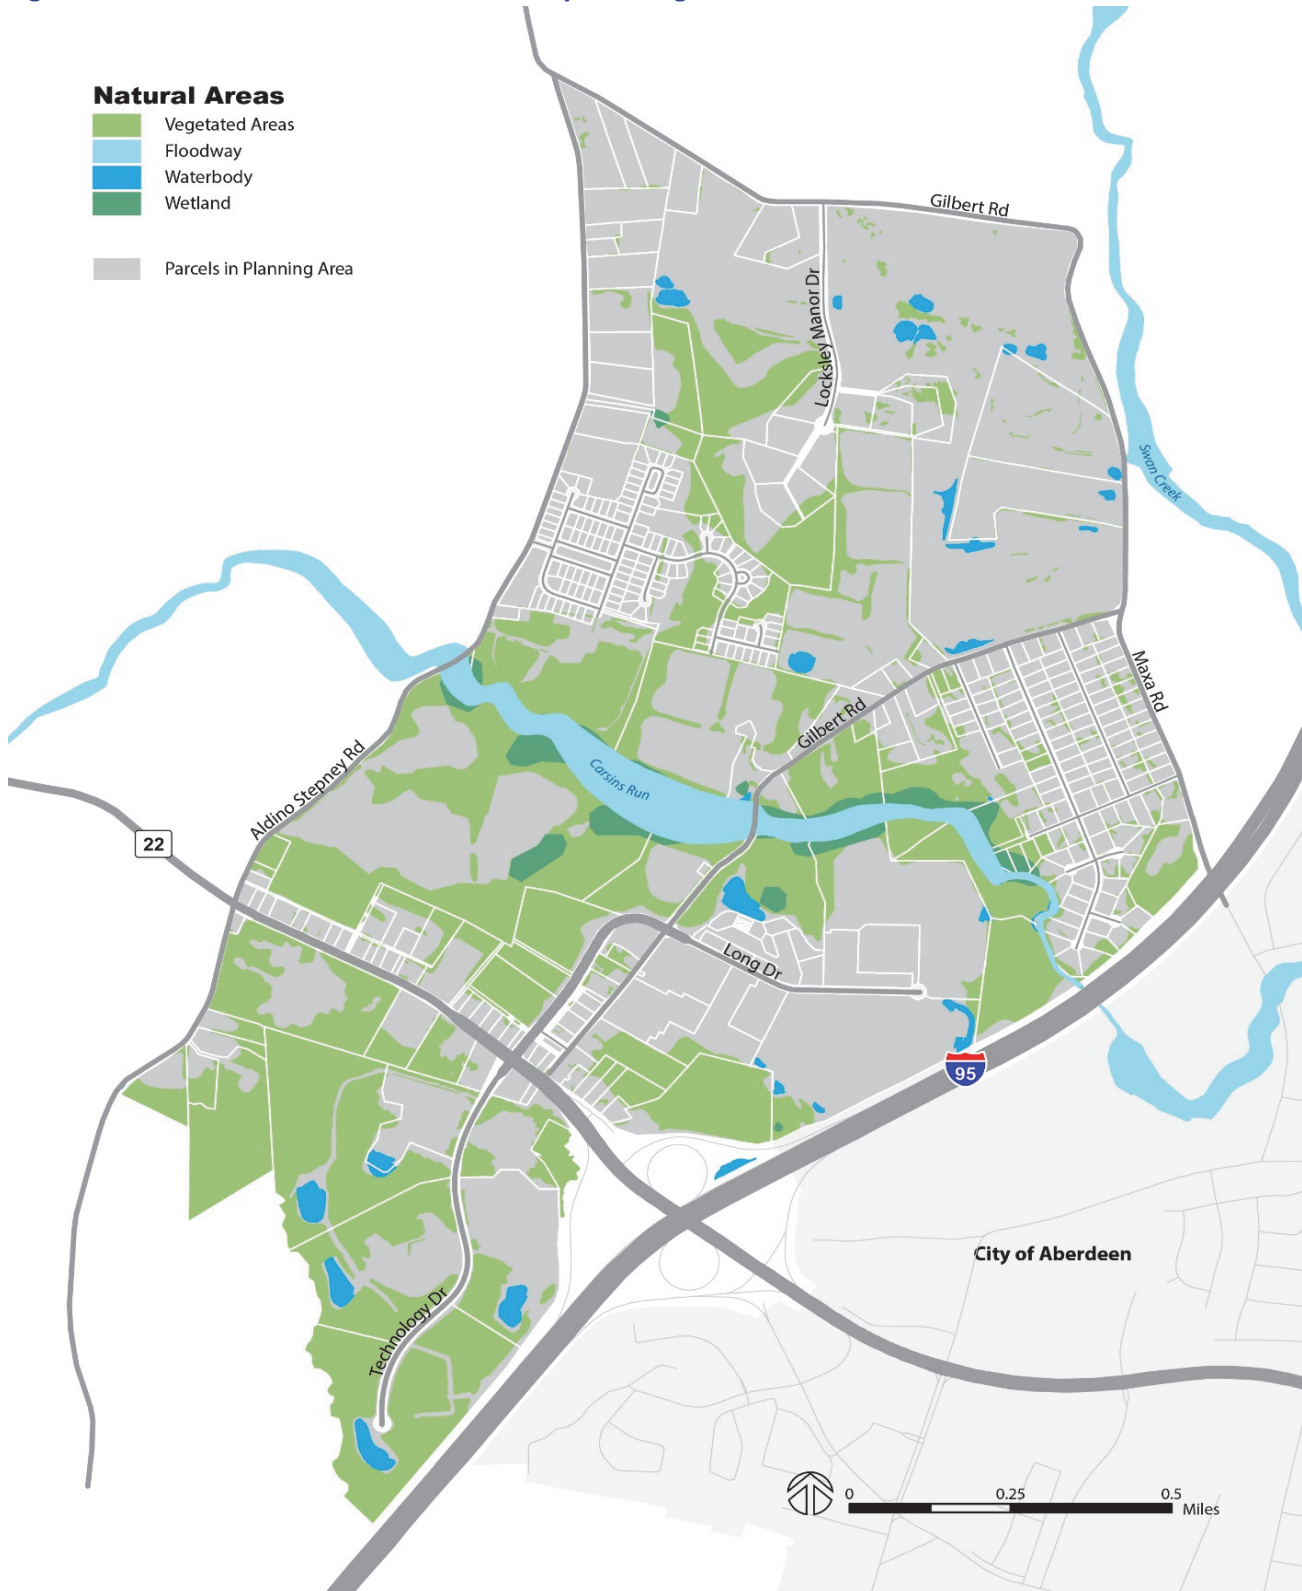 Natural Areas
Vegetated Areas
Floodway
Waterbody
Wetland
Parcels in Planning Area
Gilbert Rd
Locksley Manor Dr
Swan Creek
Maxa Rd
Gilbert Rd
Aldino Stepney Rd
Carsins Run
22
Long Dr
95
City of Aberdeen
Technology Dr
0 0.25 0.5
Miles